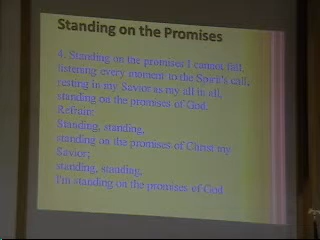 Standing on the Promises
4. Standing on the promises I cannot fall,
listening every moment to the Spirit's call,
resting in my Savior as my all in all,
standing on the promises of God.
Refrain:
Standing, standing,
standing on the promises of Christ my
Savior;
standing, standing,
I'm standing on the promises of God